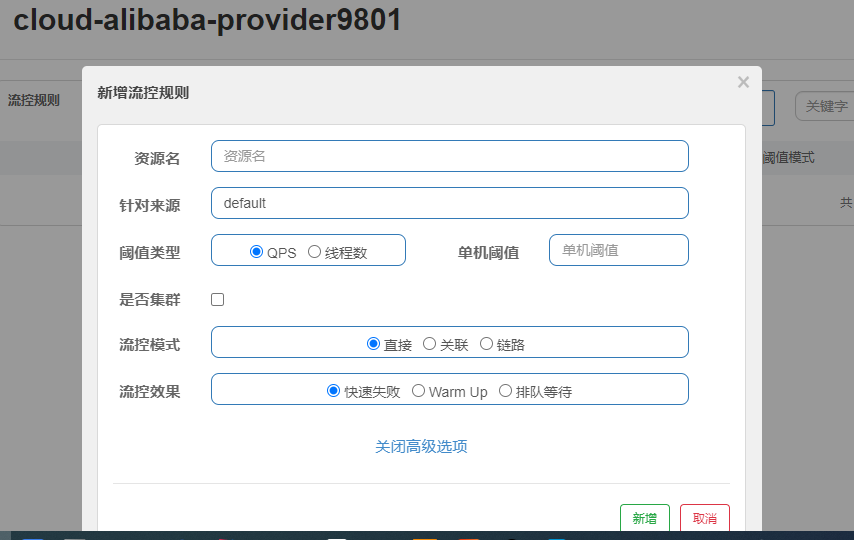 cloud-alibaba-provider9801
新增流控规则 ×
流控规则
关键字
资源名 资源名
阈值模式
针对来源 default
共
阈值类型 QPS 线程数 单机阈值 单机阈值
是否集群
流控模式 直接 关联 链路
流控效果 快速失败 Warm Up 排队等待
关闭高级选项
新增 取消